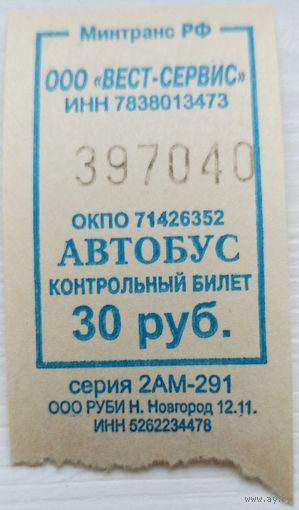 Минтранс РФ
ООО «ВЕСТ-СЕРВИС»
ИНН 7838013473
397040
ОКПО 71426352
АВТОБУС
КОНТРОЛЬНЫЙ БИЛЕТ
30 руб.
серия 2АМ-291
ООО РУБИ Н. Новгород 12.11.
ИНН 5262234478